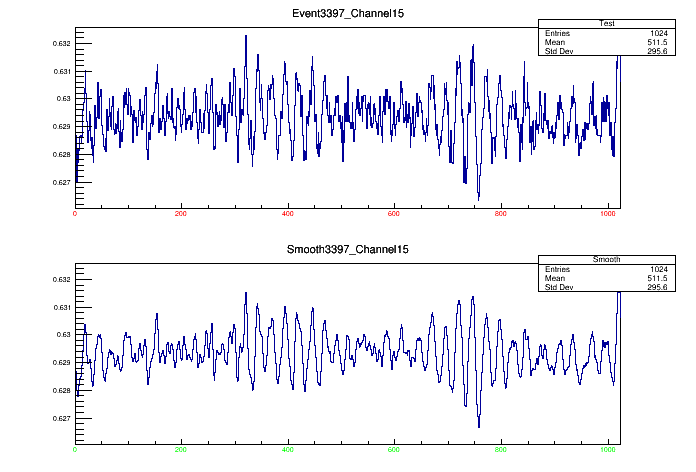 Event3397_Channel15
Test
Entries 1024
Mean 511.5
Std Dev 295.6
0.632
0.631
0.63
0.629
0.628
0.627
0 200 400 600 800 1000
Smooth3397_Channel15
Smooth
Entries 1024
Mean 511.5
Std Dev 295.6
0.632
0.631
0.63
0.629
0.628
0.627
0 200 400 600 800 1000